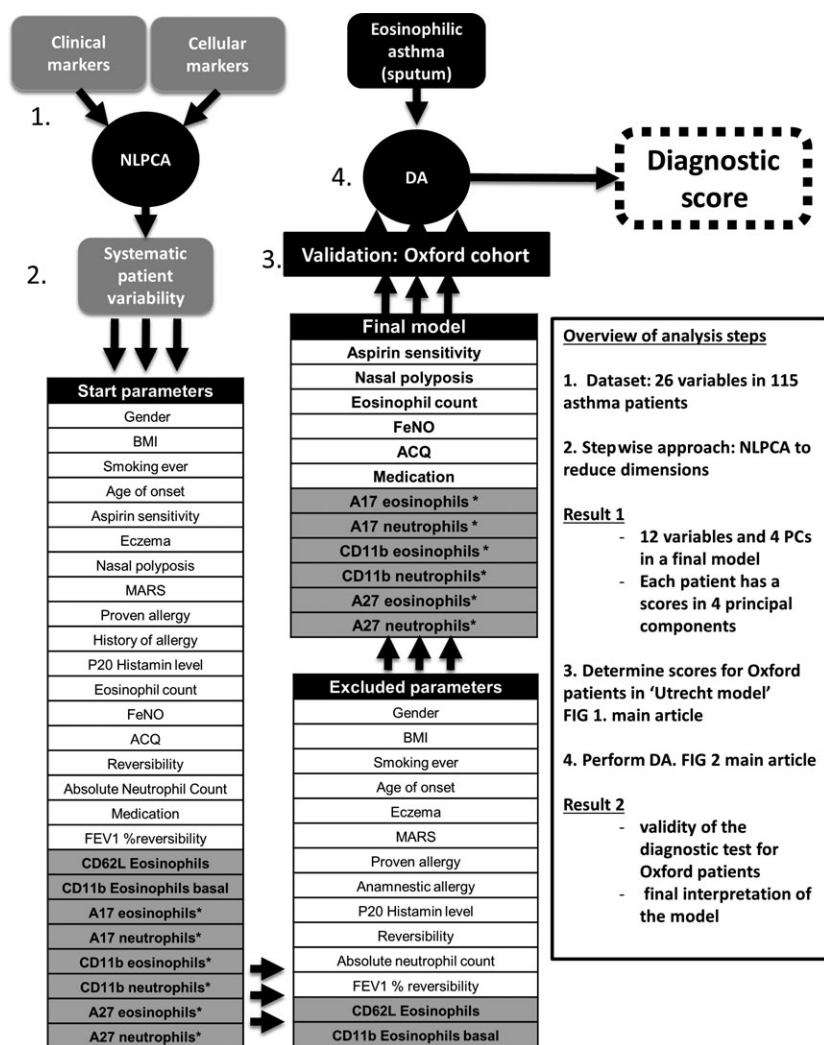 Clinical
markers
Cellular
markers
1.
NLPCA
2.
Systematic
patient
variability
Start parameters
Gender
BMI
Smoking ever
Age of onset
Aspirin sensitivity
Eczema
Nasal polyposis
MARS
Proven allergy
History of allergy
P20 Histamin level
Eosinophil count
FeNO
ACQ
Reversibility
Absolute Neutrophil Count
Medication
FEV1 %reversibility
CD62L Eosinophils
CD11b Eosinophils basal
A17 eosinophils*
A17 neutrophils*
CD11b eosinophils*
CD11b neutrophils*
A27 eosinophils*
A27 neutrophils*
Eosinophilic
asthma
(sputum)
4.
DA
Diagnostic
score
3.
Validation: Oxford cohort
Final model
Aspirin sensitivity
Nasal polyposis
Eosinophil count
FeNO
ACQ
Medication
A17 eosinophils *
A17 neutrophils *
CD11b eosinophils *
CD11b neutrophils*
A27 eosinophils*
A27 neutrophils*
Excluded parameters
Gender
BMI
Smoking ever
Age of onset
Eczema
MARS
Proven allergy
Anamnestic allergy
P20 Histamin level
Reversibility
Absolute neutrophil count
FEV1 % reversibility
CD62L Eosinophils
CD11b Eosinophils basal
Overview of analysis steps
1. Dataset: 26 variables in 115
asthma patients
2. Stepwise approach: NLPCA to
reduce dimensions
Result 1
- 12 variables and 4 PCs
in a final model
- Each patient has a
scores in 4 principal
components
3. Determine scores for Oxford
patients in ‘Utrecht model’
FIG 1. main article
4. Perform DA. FIG 2 main article
Result 2
- validity of the
diagnostic test for
Oxford patients
- final interpretation of
the model